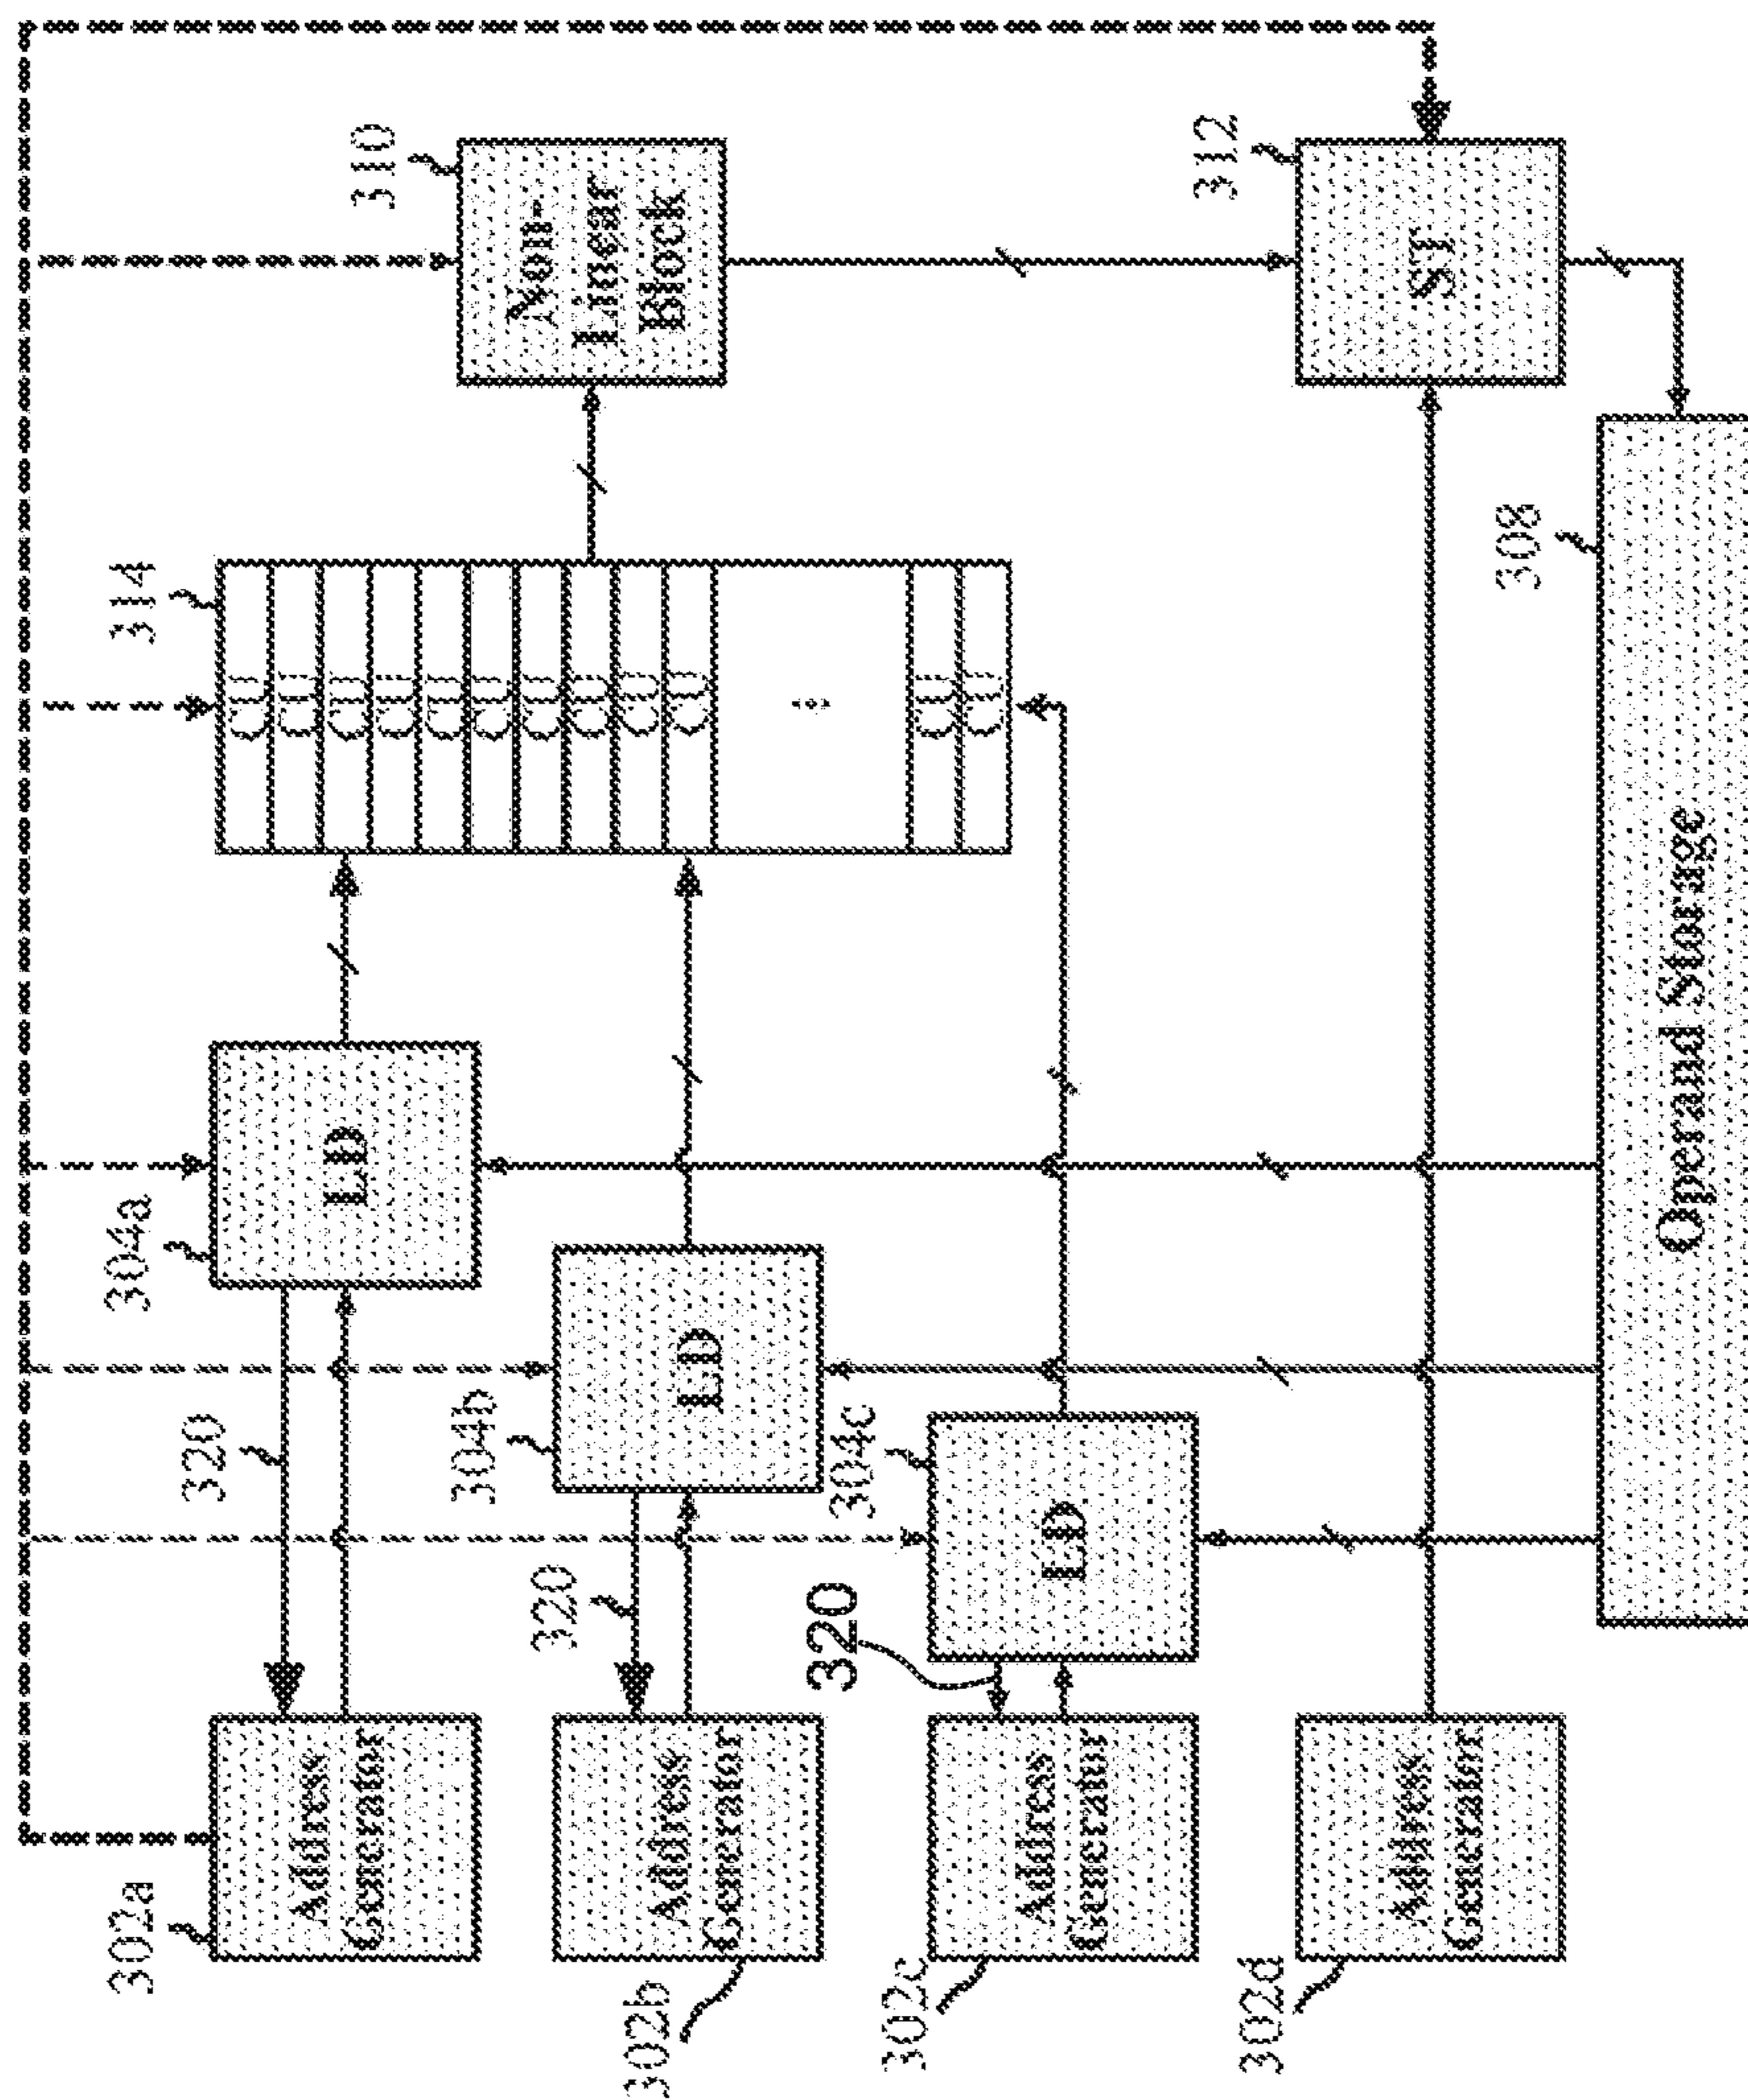 302a
Address
Generator
320
304a
LD
314
CU
CU
CU
CU
CU
CU
CU
CU
CU
CU
⋮
CU
CU
310
Non-
Linear
Block
302b
Address
Generator
320
304b
LD
302c
Address
Generator
320
304c
LD
302d
Address
Generator
312
ST
308
Operand Storage